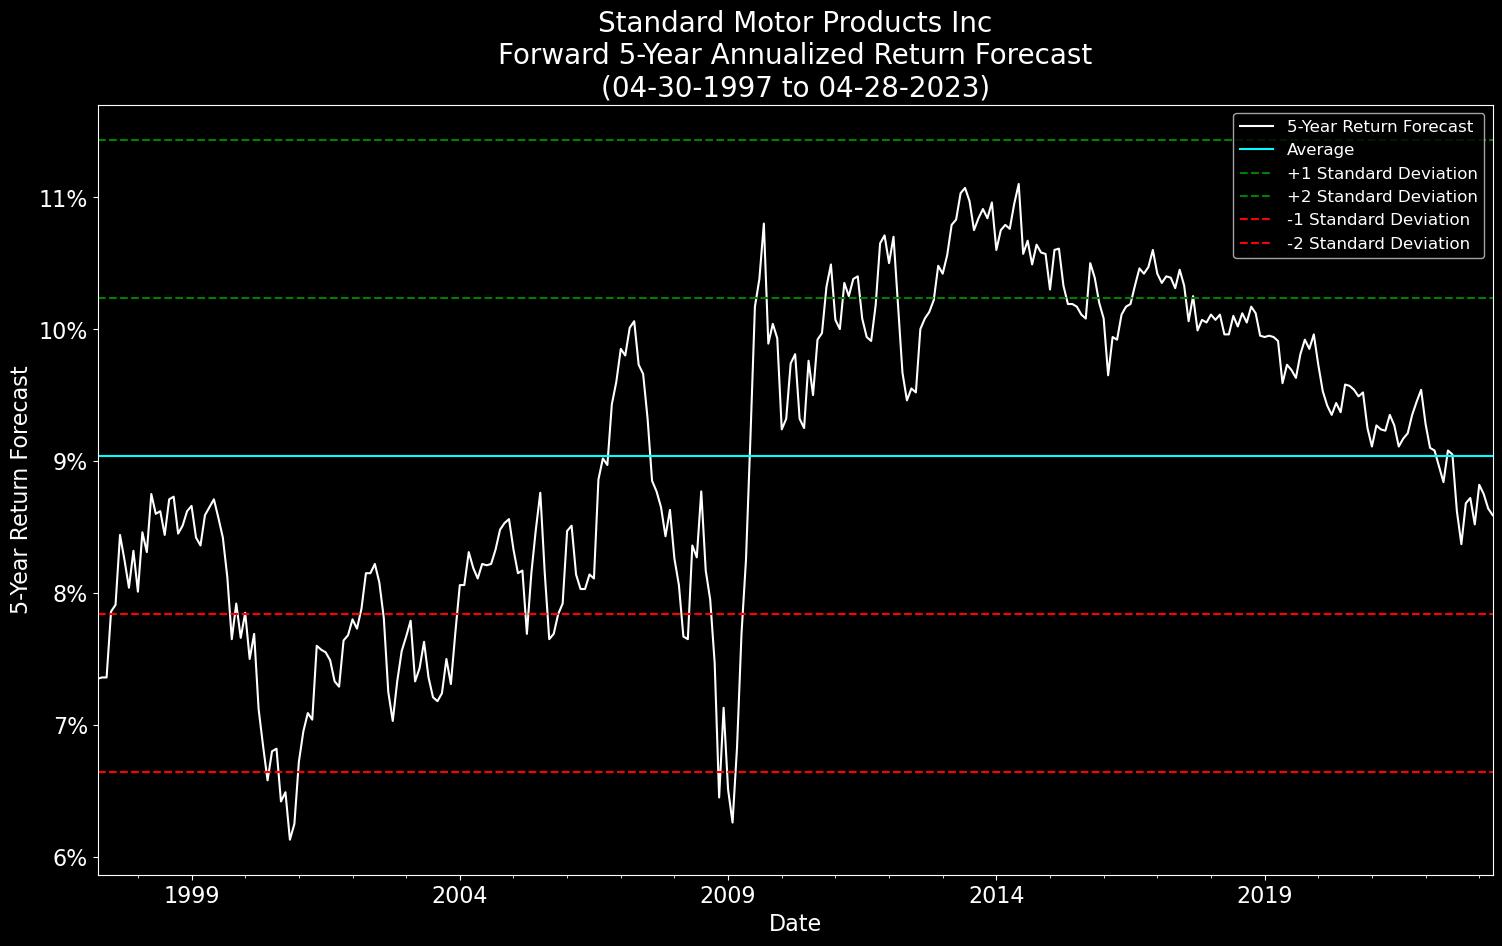 Standard Motor Products Inc
Forward 5-Year Annualized Return Forecast
(04-30-1997 to 04-28-2023)
5-Year Return Forecast
Average
+1 Standard Deviation
+2 Standard Deviation
-1 Standard Deviation
-2 Standard Deviation
11%
10%
9%
8%
7%
6%
5-Year Return Forecast
1999
2004
2009
2014
2019
Date